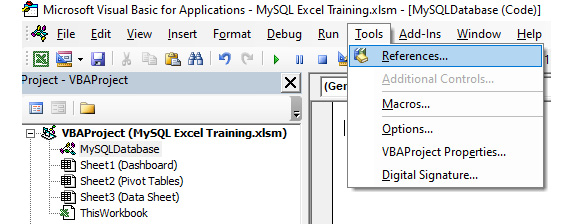 Microsoft Visual Basic for Applications - MySQL Excel Training.xlsm - [MySQLDatabase (Code)]
File Edit View Insert Format Debug Run Tools Add-Ins Window Help
References...
Project - VBAProject
(Gen
Additional Controls...
Macros...
Options...
VBAProject (MySQL Excel Training.xlsm)
MySQLDatabase
VBAProject Properties...
Sheet1 (Dashboard)
Digital Signature...
Sheet2 (Pivot Tables)
Sheet3 (Data Sheet)
ThisWorkbook